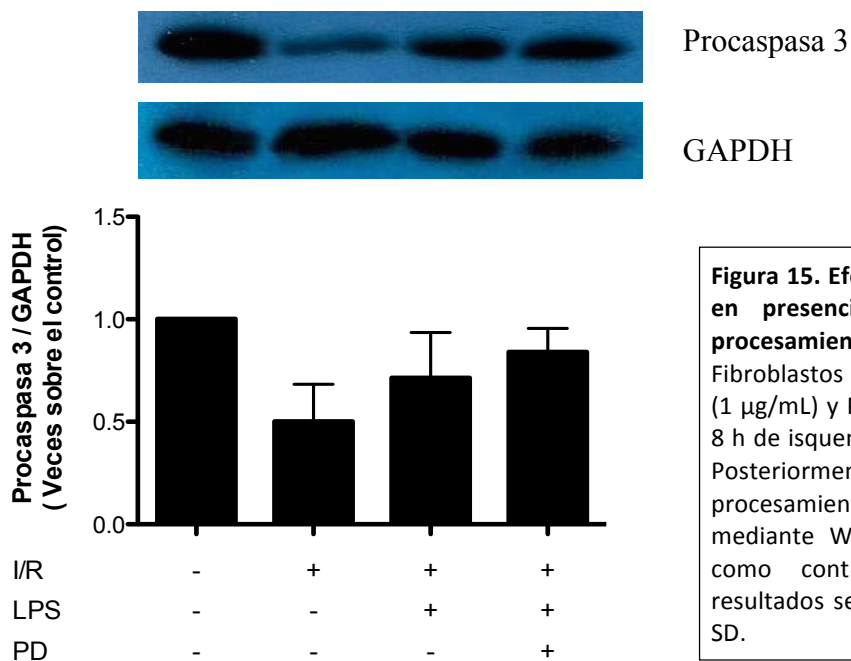 Procaspasa 3
GAPDH
Procaspasa 3 / GAPDH
( Veces sobre el control)
1.5
1.0
0.5
0.0
I/R - + + +
LPS - - + +
PD - - - +
Figura 15. Ef
en presenci
procesamien
Fibroblastos
(1 µg/mL) y
8 h de isquer
Posteriormer
procesamien
mediante W
como cont
resultados se
SD.